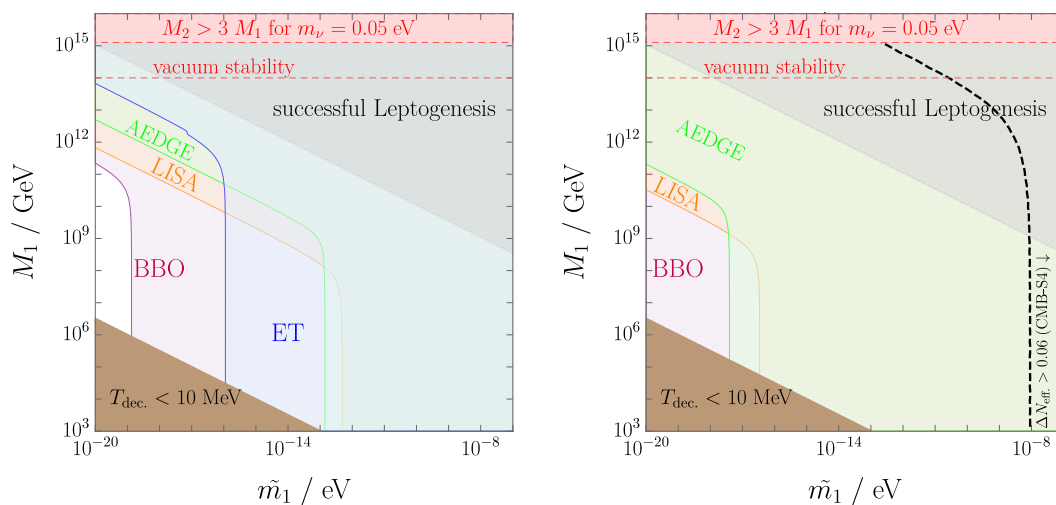 M₂ > 3 M₁ for m_ν = 0.05 eV
vacuum stability
successful Leptogenesis
AEDGE
LISA
BBO
ET
T_dec. < 10 MeV
10¹⁵
10¹²
10⁹
10⁶
10³
M₁ / GeV
10⁻²⁰
10⁻¹⁴
10⁻⁸
m̃₁ / eV
M₂ > 3 M₁ for m_ν = 0.05 eV
vacuum stability
successful Leptogenesis
AEDGE
LISA
BBO
T_dec. < 10 MeV
ΔN_eff. > 0.06 (CMB-S4) ↓
10¹⁵
10¹²
10⁹
10⁶
10³
M₁ / GeV
10⁻²⁰
10⁻¹⁴
10⁻⁸
m̃₁ / eV